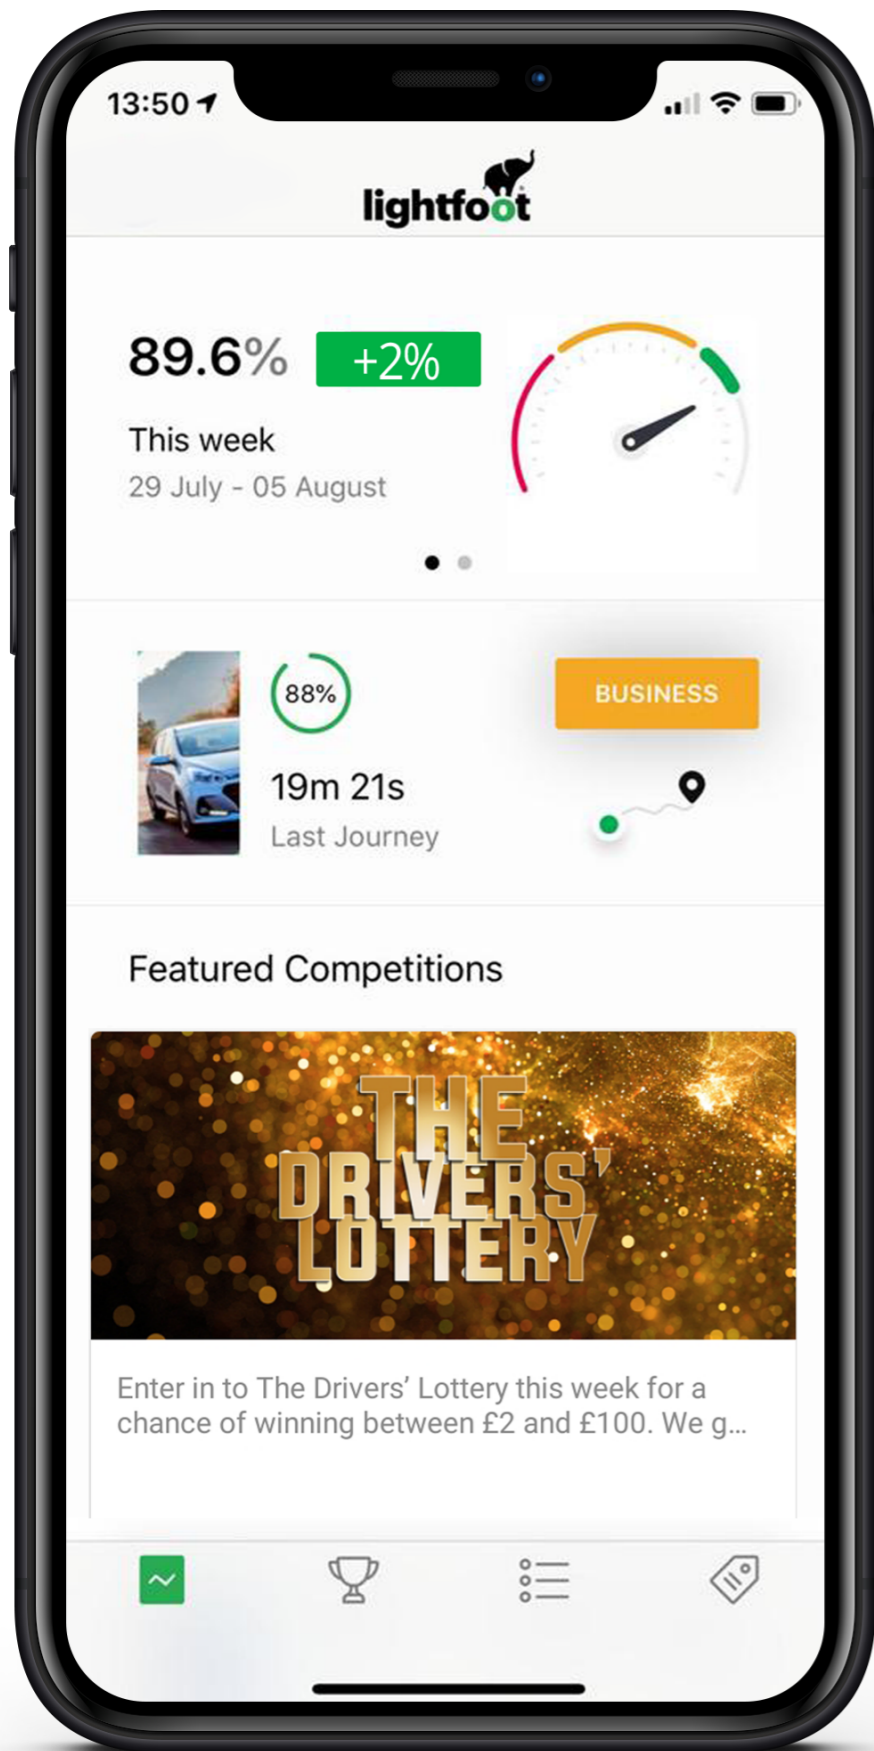 13:50
lightfoot
89.6% +2%
This week
29 July - 05 August
88%
BUSINESS
19m 21s
Last Journey
Featured Competitions
THE
DRIVERS’
LOTTERY
Enter in to The Drivers’ Lottery this week for a
chance of winning between £2 and £100. We g...